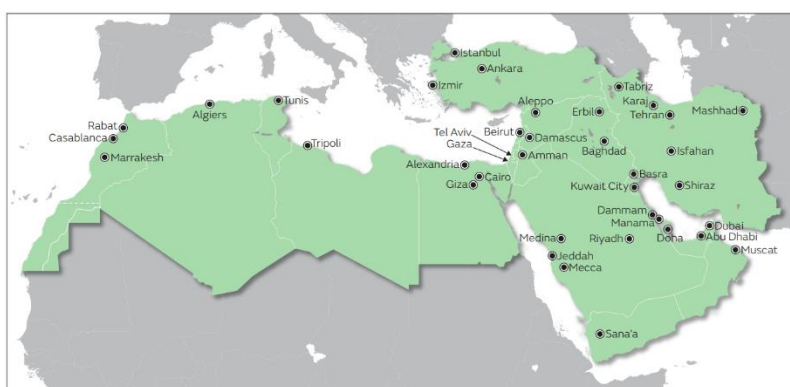 Istanbul
Ankara
Izmir
Tabriz
Karaj
Tehran
Mashhad
Aleppo
Erbil
Tunis
Algiers
Rabat
Casablanca
Marrakesh
Tripoli
Beirut
Damascus
Tel Aviv
Gaza
Amman
Baghdad
Isfahan
Alexandria
Cairo
Giza
Basra
Kuwait City
Shiraz
Dammam
Manama
Doha
Dubai
Abu Dhabi
Muscat
Medina
Riyadh
Jeddah
Mecca
Sana'a